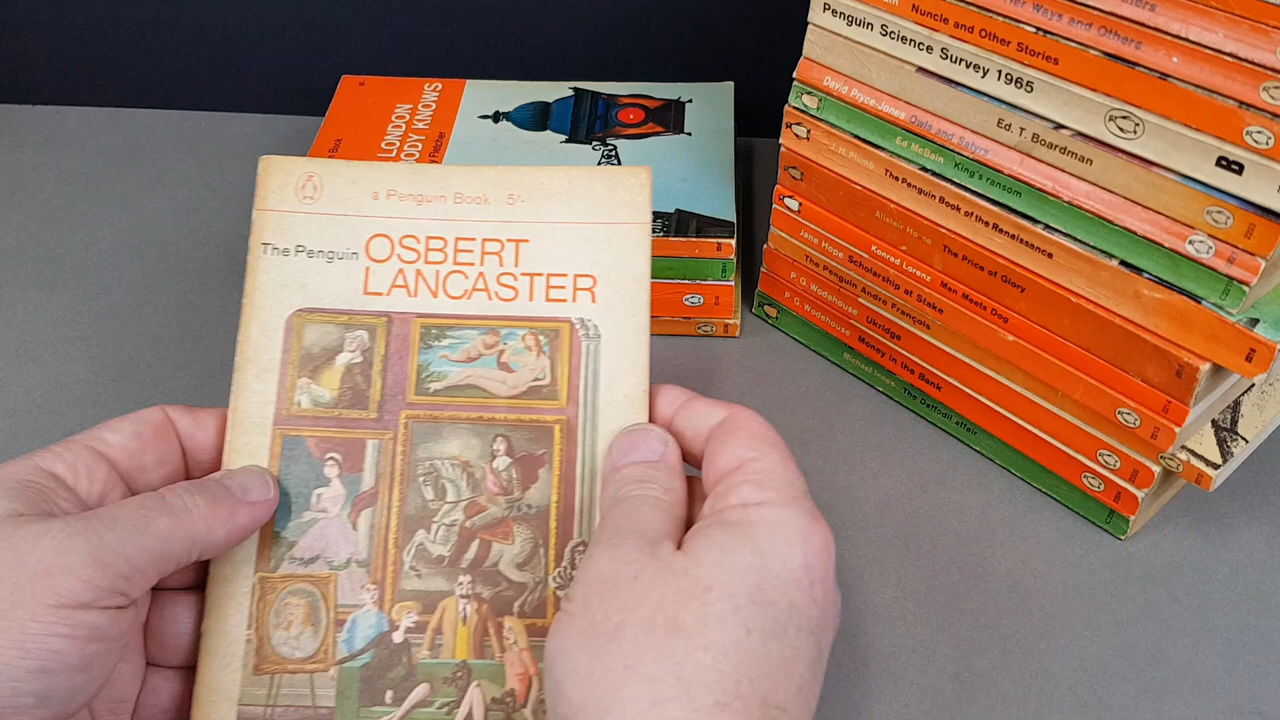 a Penguin Book 5/-
The Penguin OSBERT
LANCASTER
LONDON
ODY KNOWS
Fletcher
n Book
Nuncle and Other Stories
Her Ways and Others
Penguin Science Survey 1965
B
Ed. T. Boardman
David Pryce-Jones Owls and Satyrs
Ed McBain King's ransom
J. H. Plumb The Penguin Book of the Renaissance
Alistair Horne The Price of Glory
Konrad Lorenz Man Meets Dog
Jane Hope Scholarship at Stake
The Penguin André François
P. G. Wodehouse Ukridge
P. G. Wodehouse Money in the Bank
Michael Innes The Daffodil affair